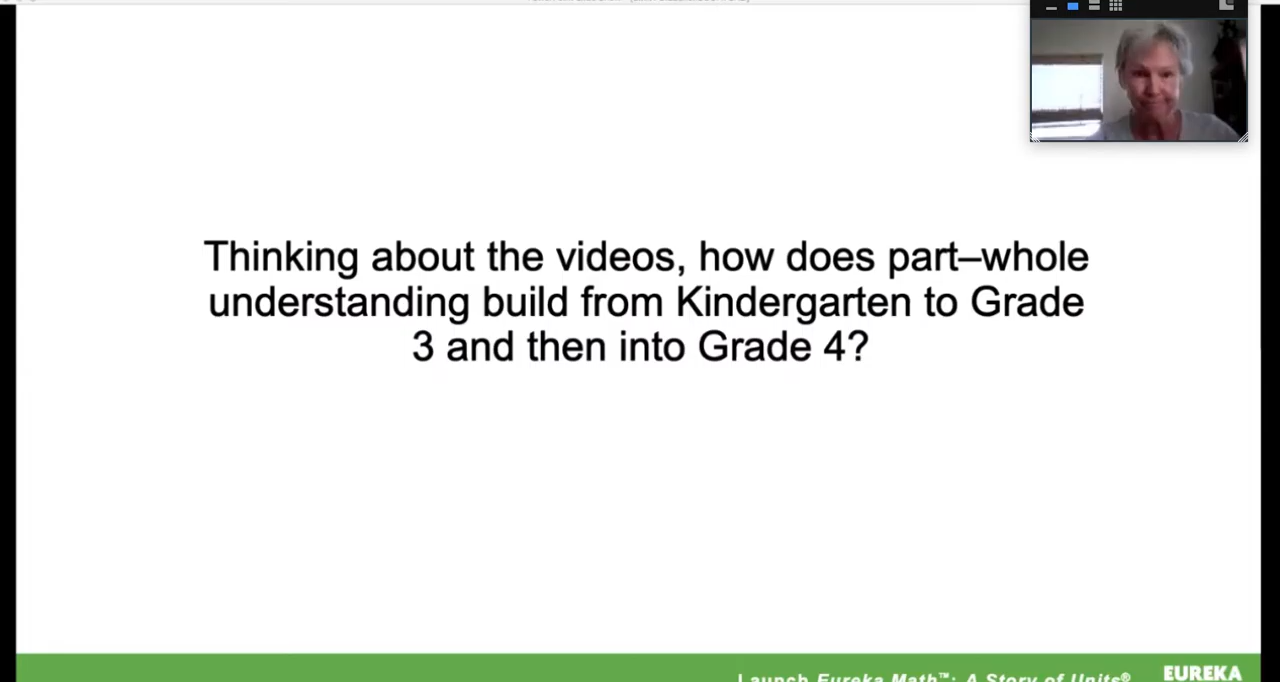 Thinking about the videos, how does part–whole
understanding build from Kindergarten to Grade
3 and then into Grade 4?
Launch Eureka Math™: A Story of Units®
EUREKA